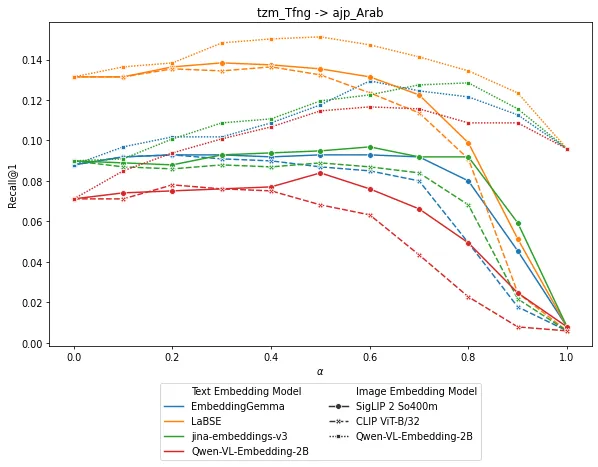 tzm_Tfng -> ajp_Arab
Recall@1
0.14
0.12
0.10
0.08
0.06
0.04
0.02
0.00
0.0 0.2 0.4 0.6 0.8 1.0
α
Text Embedding Model Image Embedding Model
EmbeddingGemma SigLIP 2 So400m
LaBSE CLIP ViT-B/32
jina-embeddings-v3 Qwen-VL-Embedding-2B
Qwen-VL-Embedding-2B